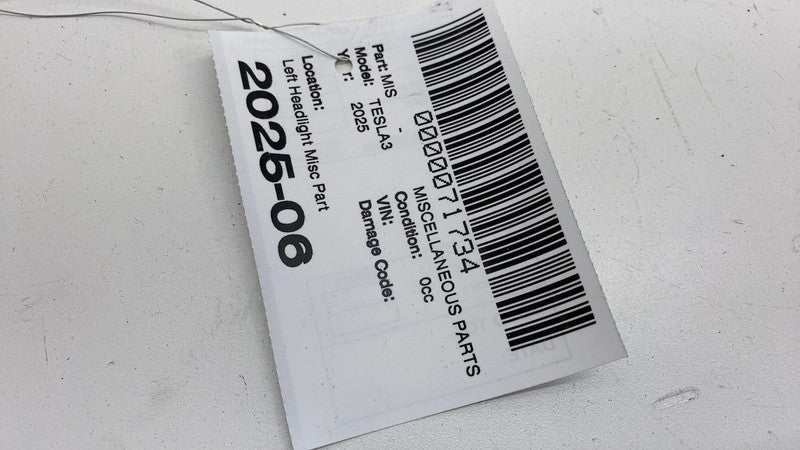 0000071734
Part: MIS - MISCELLANEOUS PARTS
Model: TESLA3 Condition: 0cc
Year: 2025 VIN:
Damage Code:
Location:
Left Headlight Misc Part
2025-06